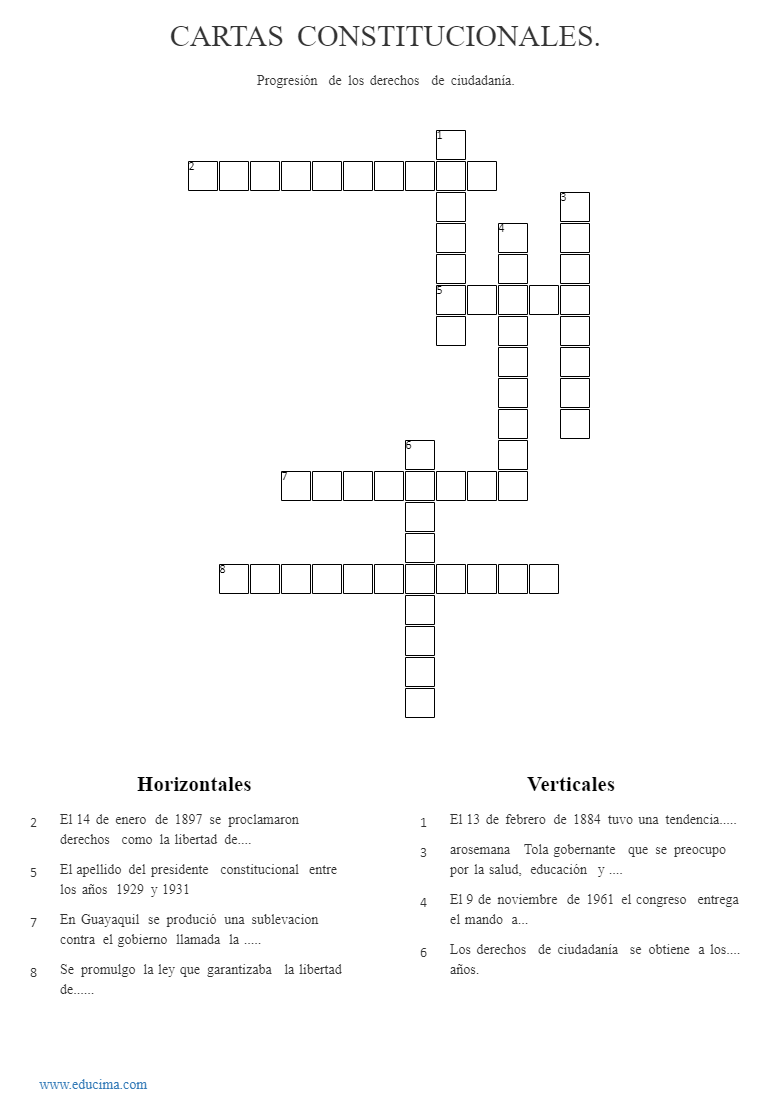 CARTAS CONSTITUCIONALES.
Progresión de los derechos de ciudadanía.
1
2
3
4
5
6
7
8
Horizontales
2 El 14 de enero de 1897 se proclamaron
derechos como la libertad de....
5 El apellido del presidente constitucional entre
los años 1929 y 1931
7 En Guayaquil se produció una sublevacion
contra el gobierno llamada la .....
8 Se promulgo la ley que garantizaba la libertad
de......
Verticales
1 El 13 de febrero de 1884 tuvo una tendencia.....
3 arosemana Tola gobernante que se preocupo
por la salud, educación y ....
4 El 9 de noviembre de 1961 el congreso entrega
el mando a...
6 Los derechos de ciudadanía se obtiene a los....
años.
www.educima.com